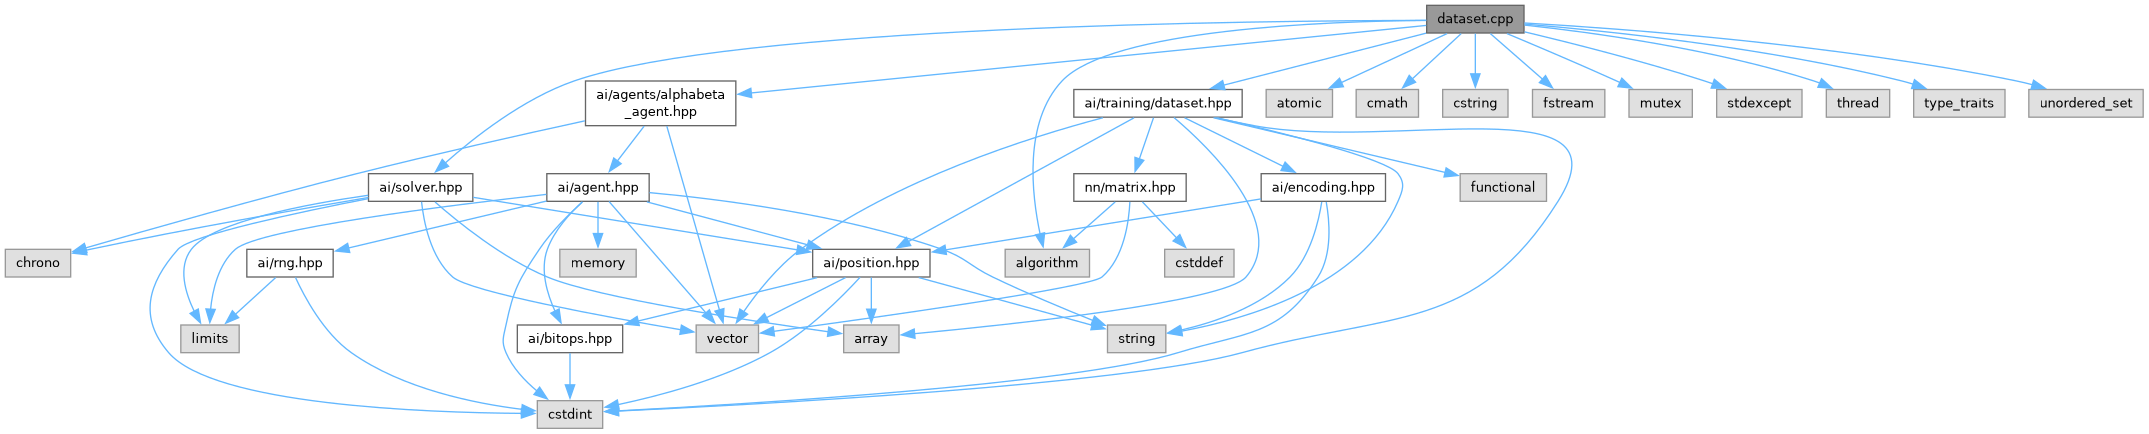 dataset.cpp
ai/agents/alphabeta
_agent.hpp
ai/training/dataset.hpp
atomic
cmath
cstring
fstream
mutex
stdexcept
thread
type_traits
unordered_set
ai/solver.hpp
ai/agent.hpp
nn/matrix.hpp
ai/encoding.hpp
functional
chrono
ai/rng.hpp
memory
ai/position.hpp
algorithm
cstddef
limits
ai/bitops.hpp
vector
array
string
cstdint